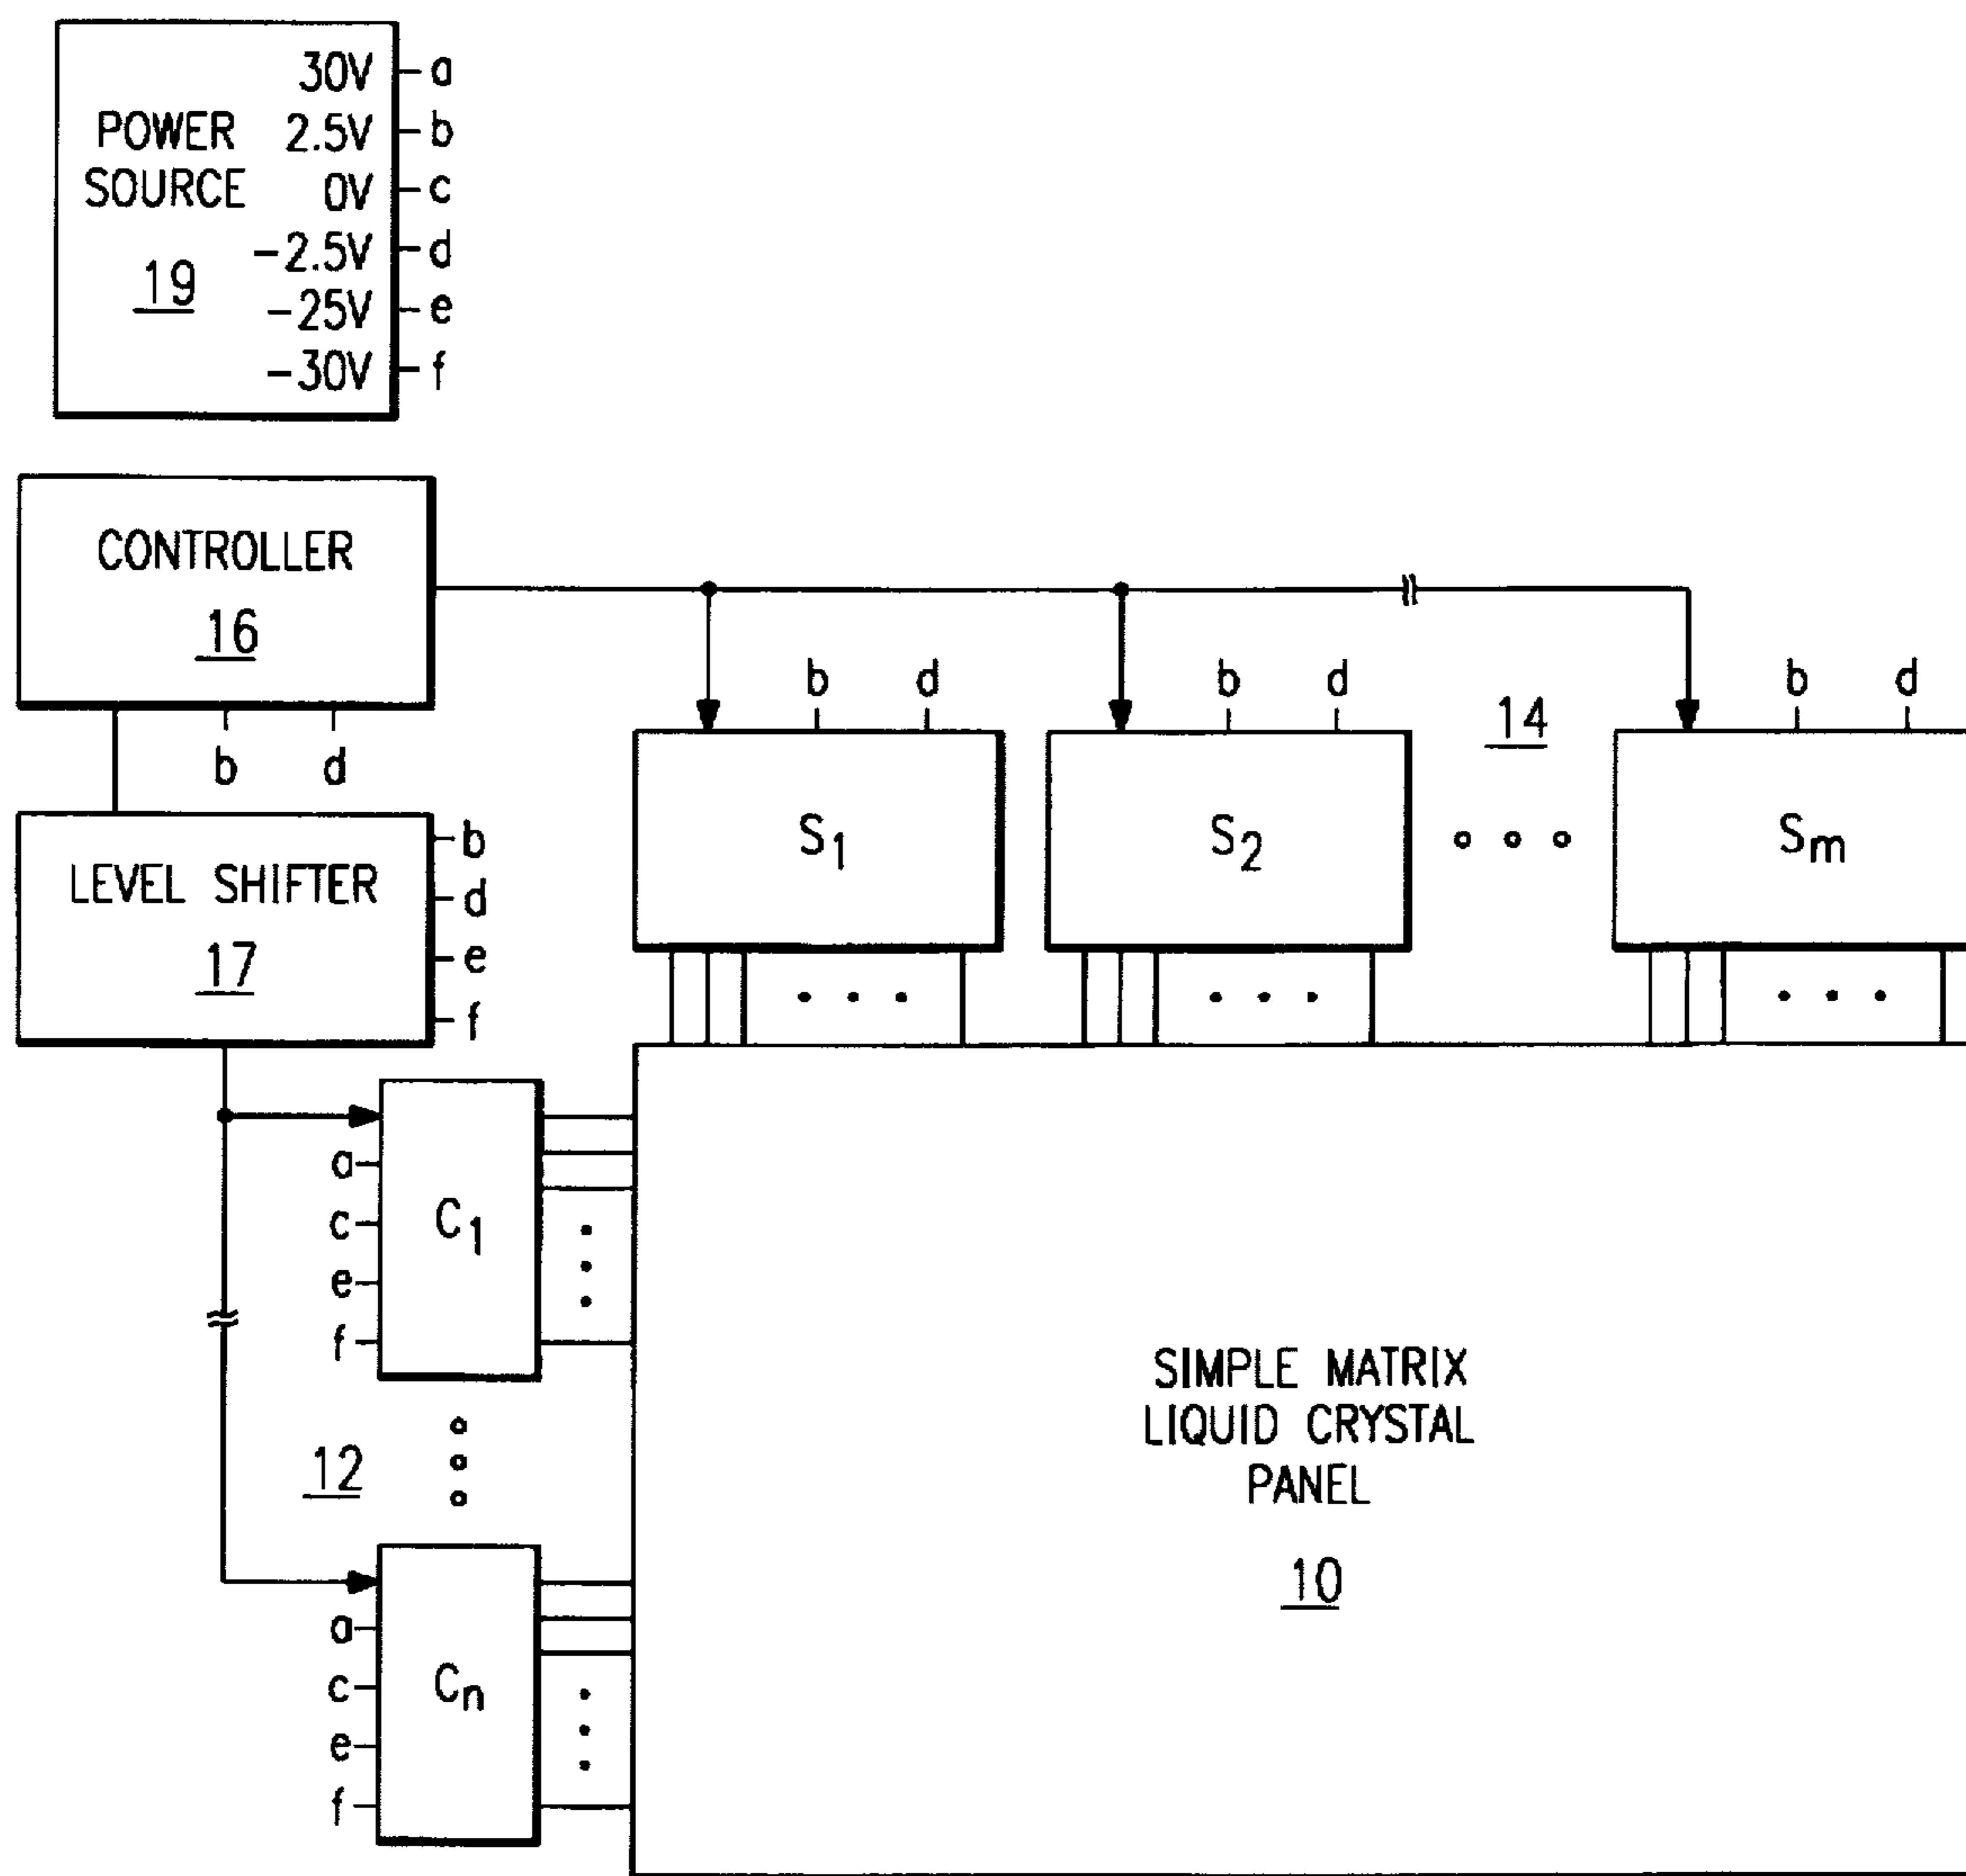 30V a
POWER 2.5V b
SOURCE 0V c
-2.5V d
19 -25V e
-30V f
CONTROLLER
16
b d
b d
b d
14
b d
S1
S2
Sm
b
LEVEL SHIFTER d
17 e
f
C1
a
c
e
f
12
SIMPLE MATRIX
LIQUID CRYSTAL
PANEL
10
Cn
a
c
e
f